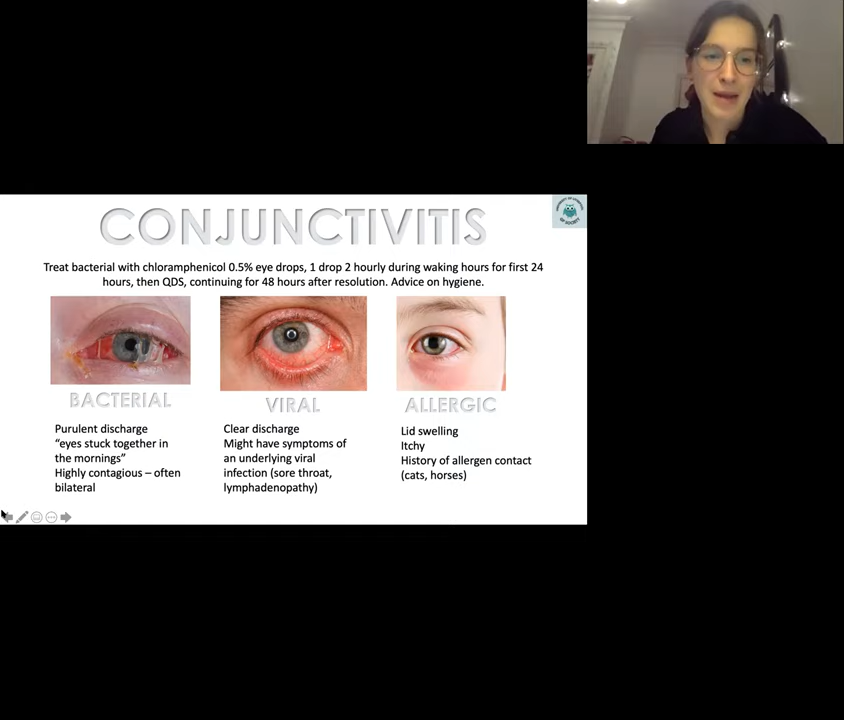 CONJUNCTIVITIS
Treat bacterial with chloramphenicol 0.5% eye drops, 1 drop 2 hourly during waking hours for first 24
hours, then QDS, continuing for 48 hours after resolution. Advice on hygiene.
BACTERIAL
Purulent discharge
“eyes stuck together in
the mornings”
Highly contagious – often
bilateral
VIRAL
Clear discharge
Might have symptoms of
an underlying viral
infection (sore throat,
lymphadenopathy)
ALLERGIC
Lid swelling
Itchy
History of allergen contact
(cats, horses)